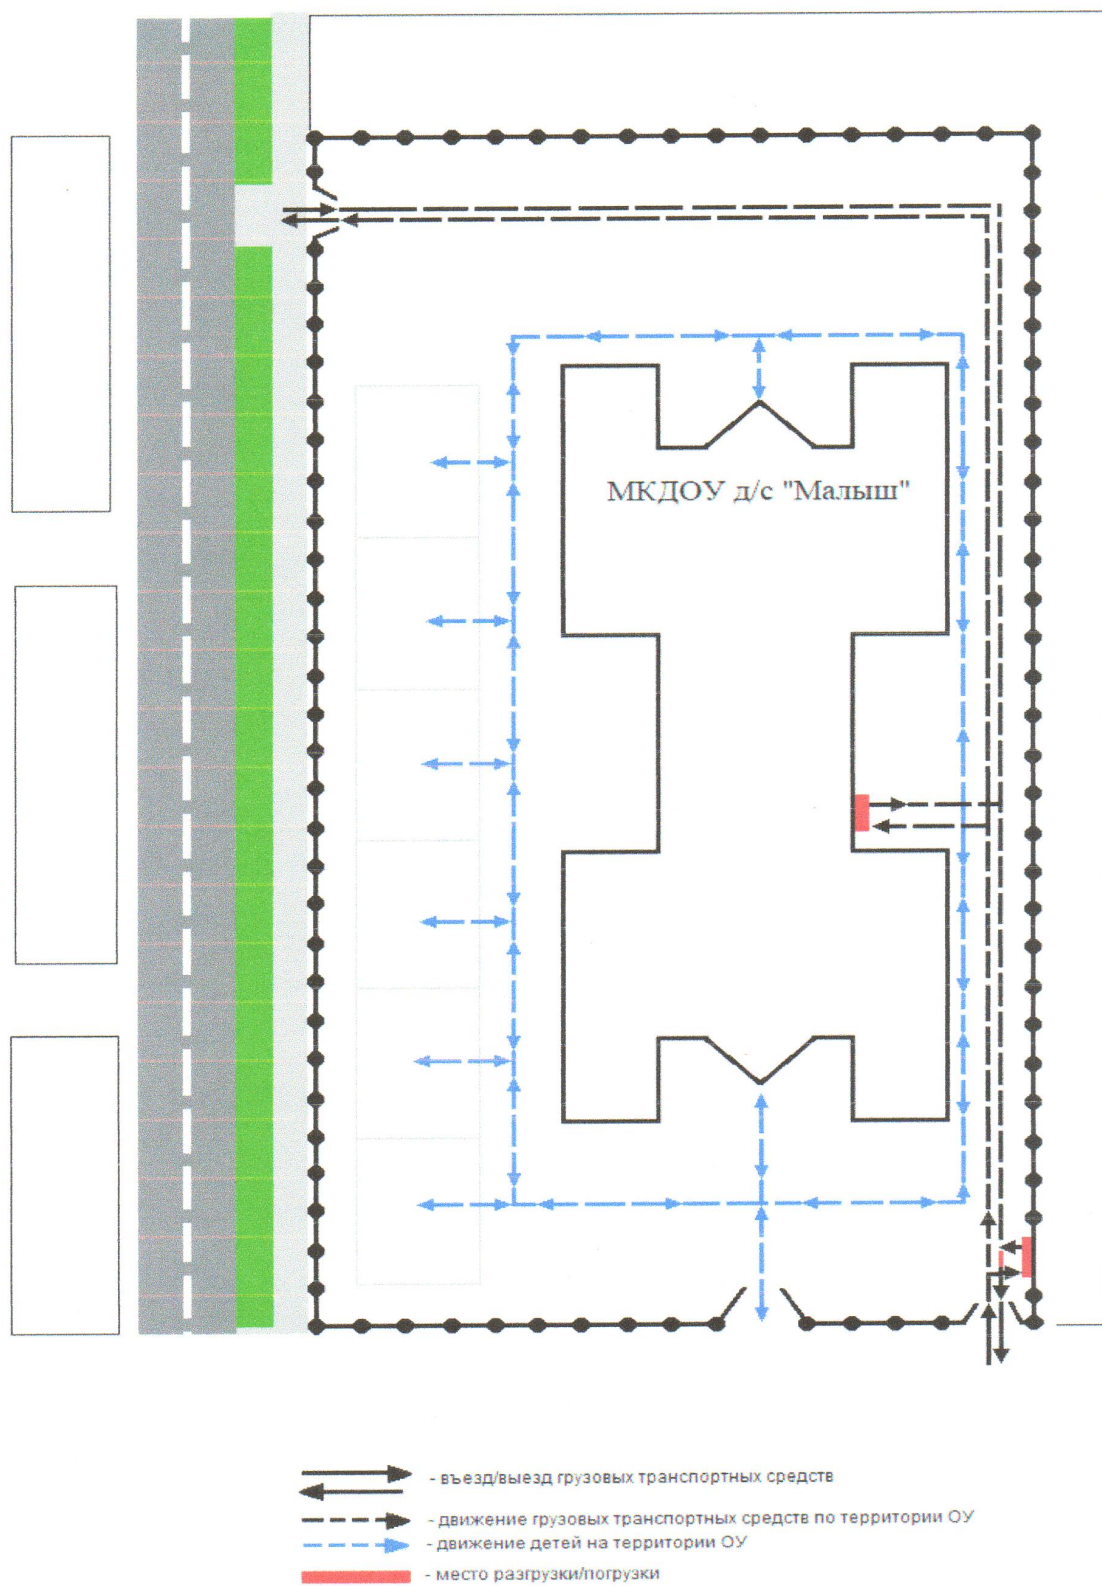 МКДОУ д/с "Малыш"
- въезд/выезд грузовых транспортных средств
- движение грузовых транспортных средств по территории ОУ
- движение детей на территории ОУ
- место разгрузки/погрузки